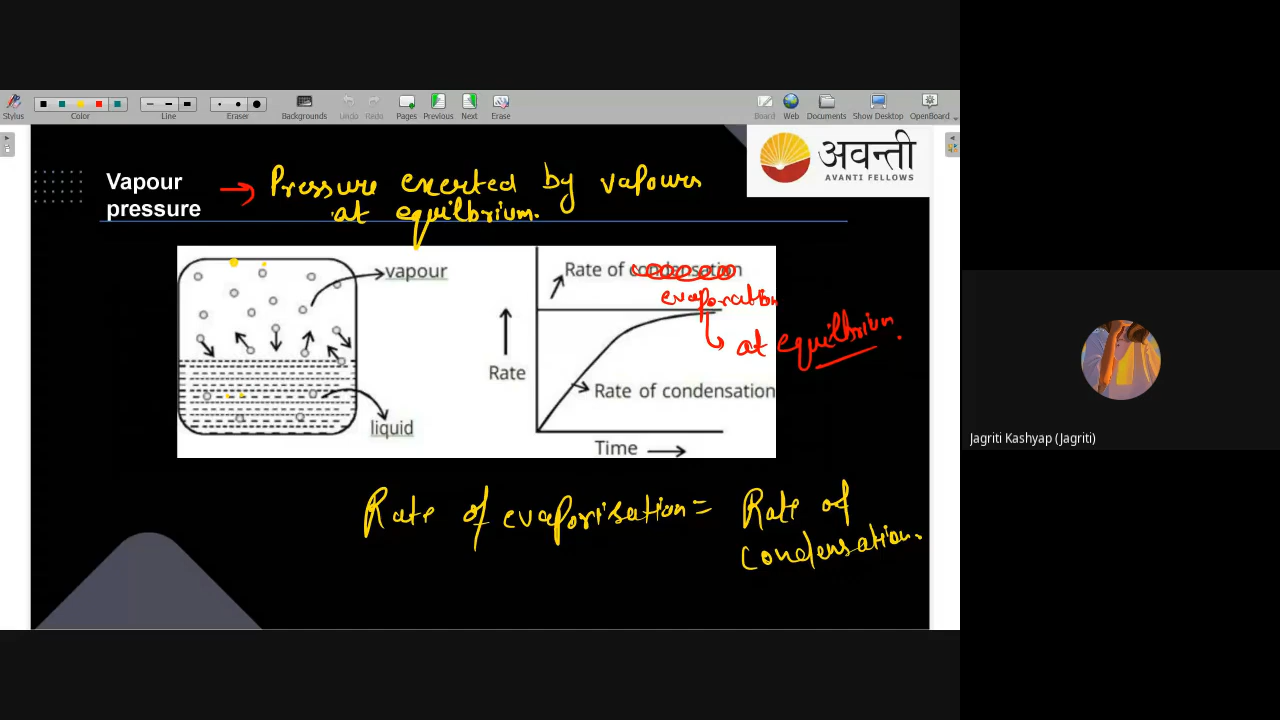 Stylus
Color
Line
Eraser
Backgrounds
Undo
Redo
Pages
Previous
Next
Erase
Board
Web
Documents
Show Desktop
OpenBoard
अवन्ती
AVANTI FELLOWS
Vapour
pressure
→ Pressure exerted by vapours
at equilbrium.
vapour
liquid
Rate of condensation
evaporation
at equilbrium.
Rate
Rate of condensation
Time
Rate of evaporisation = Rate of
condensation.
Jagriti Kashyap (Jagriti)